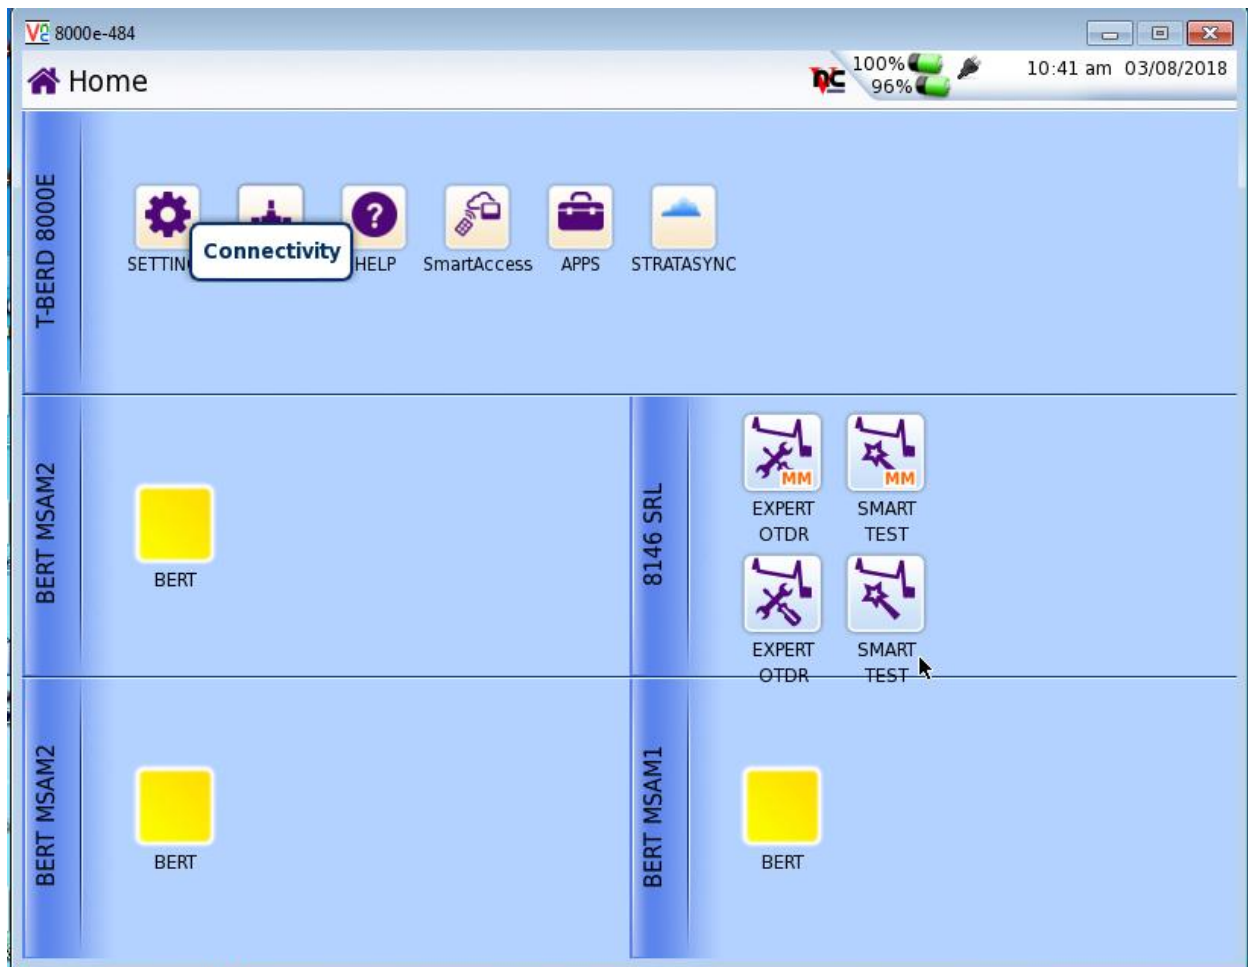 8000e-484
Home
100%
96%
10:41 am 03/08/2018
T-BERD 8000E
Connectivity
HELP SmartAccess APPS STRATASYNC
BERT MSAM2
BERT
8146 SRL
MM MM
EXPERT SMART
OTDR TEST
EXPERT SMART
OTDR TEST
BERT MSAM2
BERT
BERT MSAM1
BERT